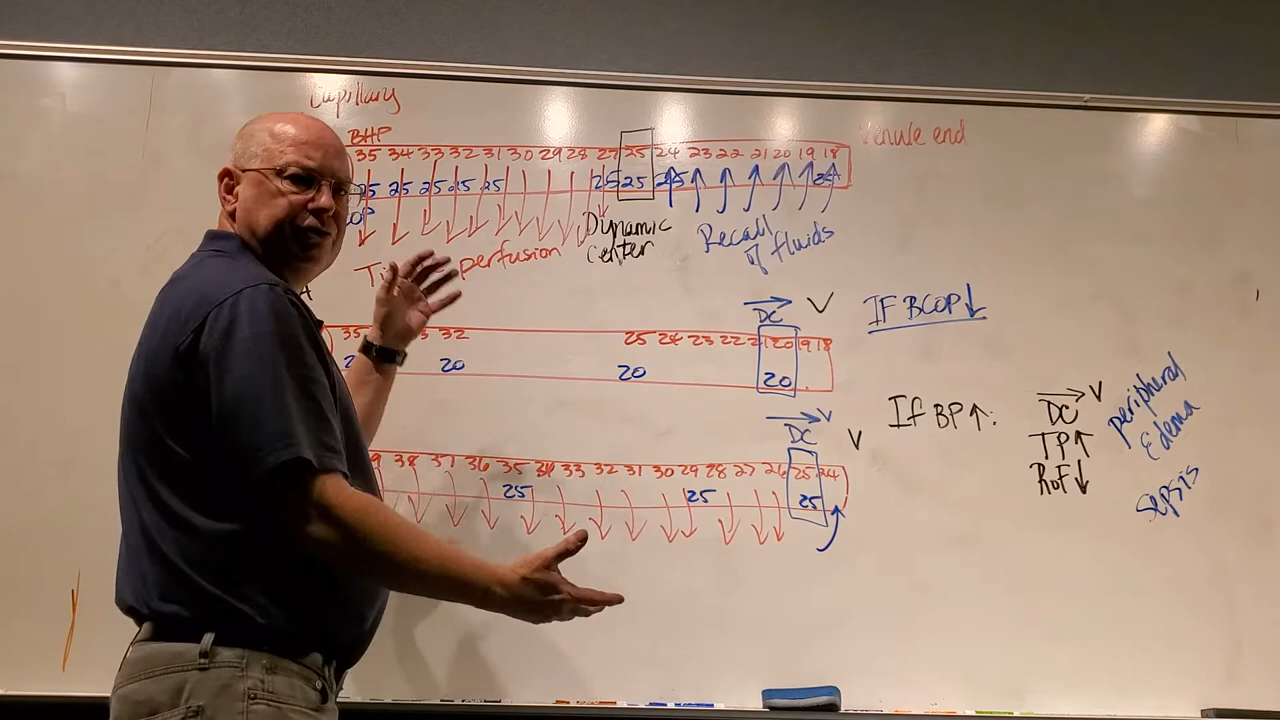 Capillary
BHP
35 34 33 32 31 30 29 28 27 25 24 23 22 21 20 19 18
Venule end
25 25 25 25 25 25 25 25
Dynamic
Center
Recall
of fluids
perfusion
DC V
IF BCOP↓
35 32 25 24 23 22 21 20 19 18
20 20 20
DC V
V
If BP↑:
DC V
TP↑
RoF↓
peripheral
Edema
Sepsis
38 37 36 35 34 33 32 31 30 29 28 27 26 25 24
25 25 25